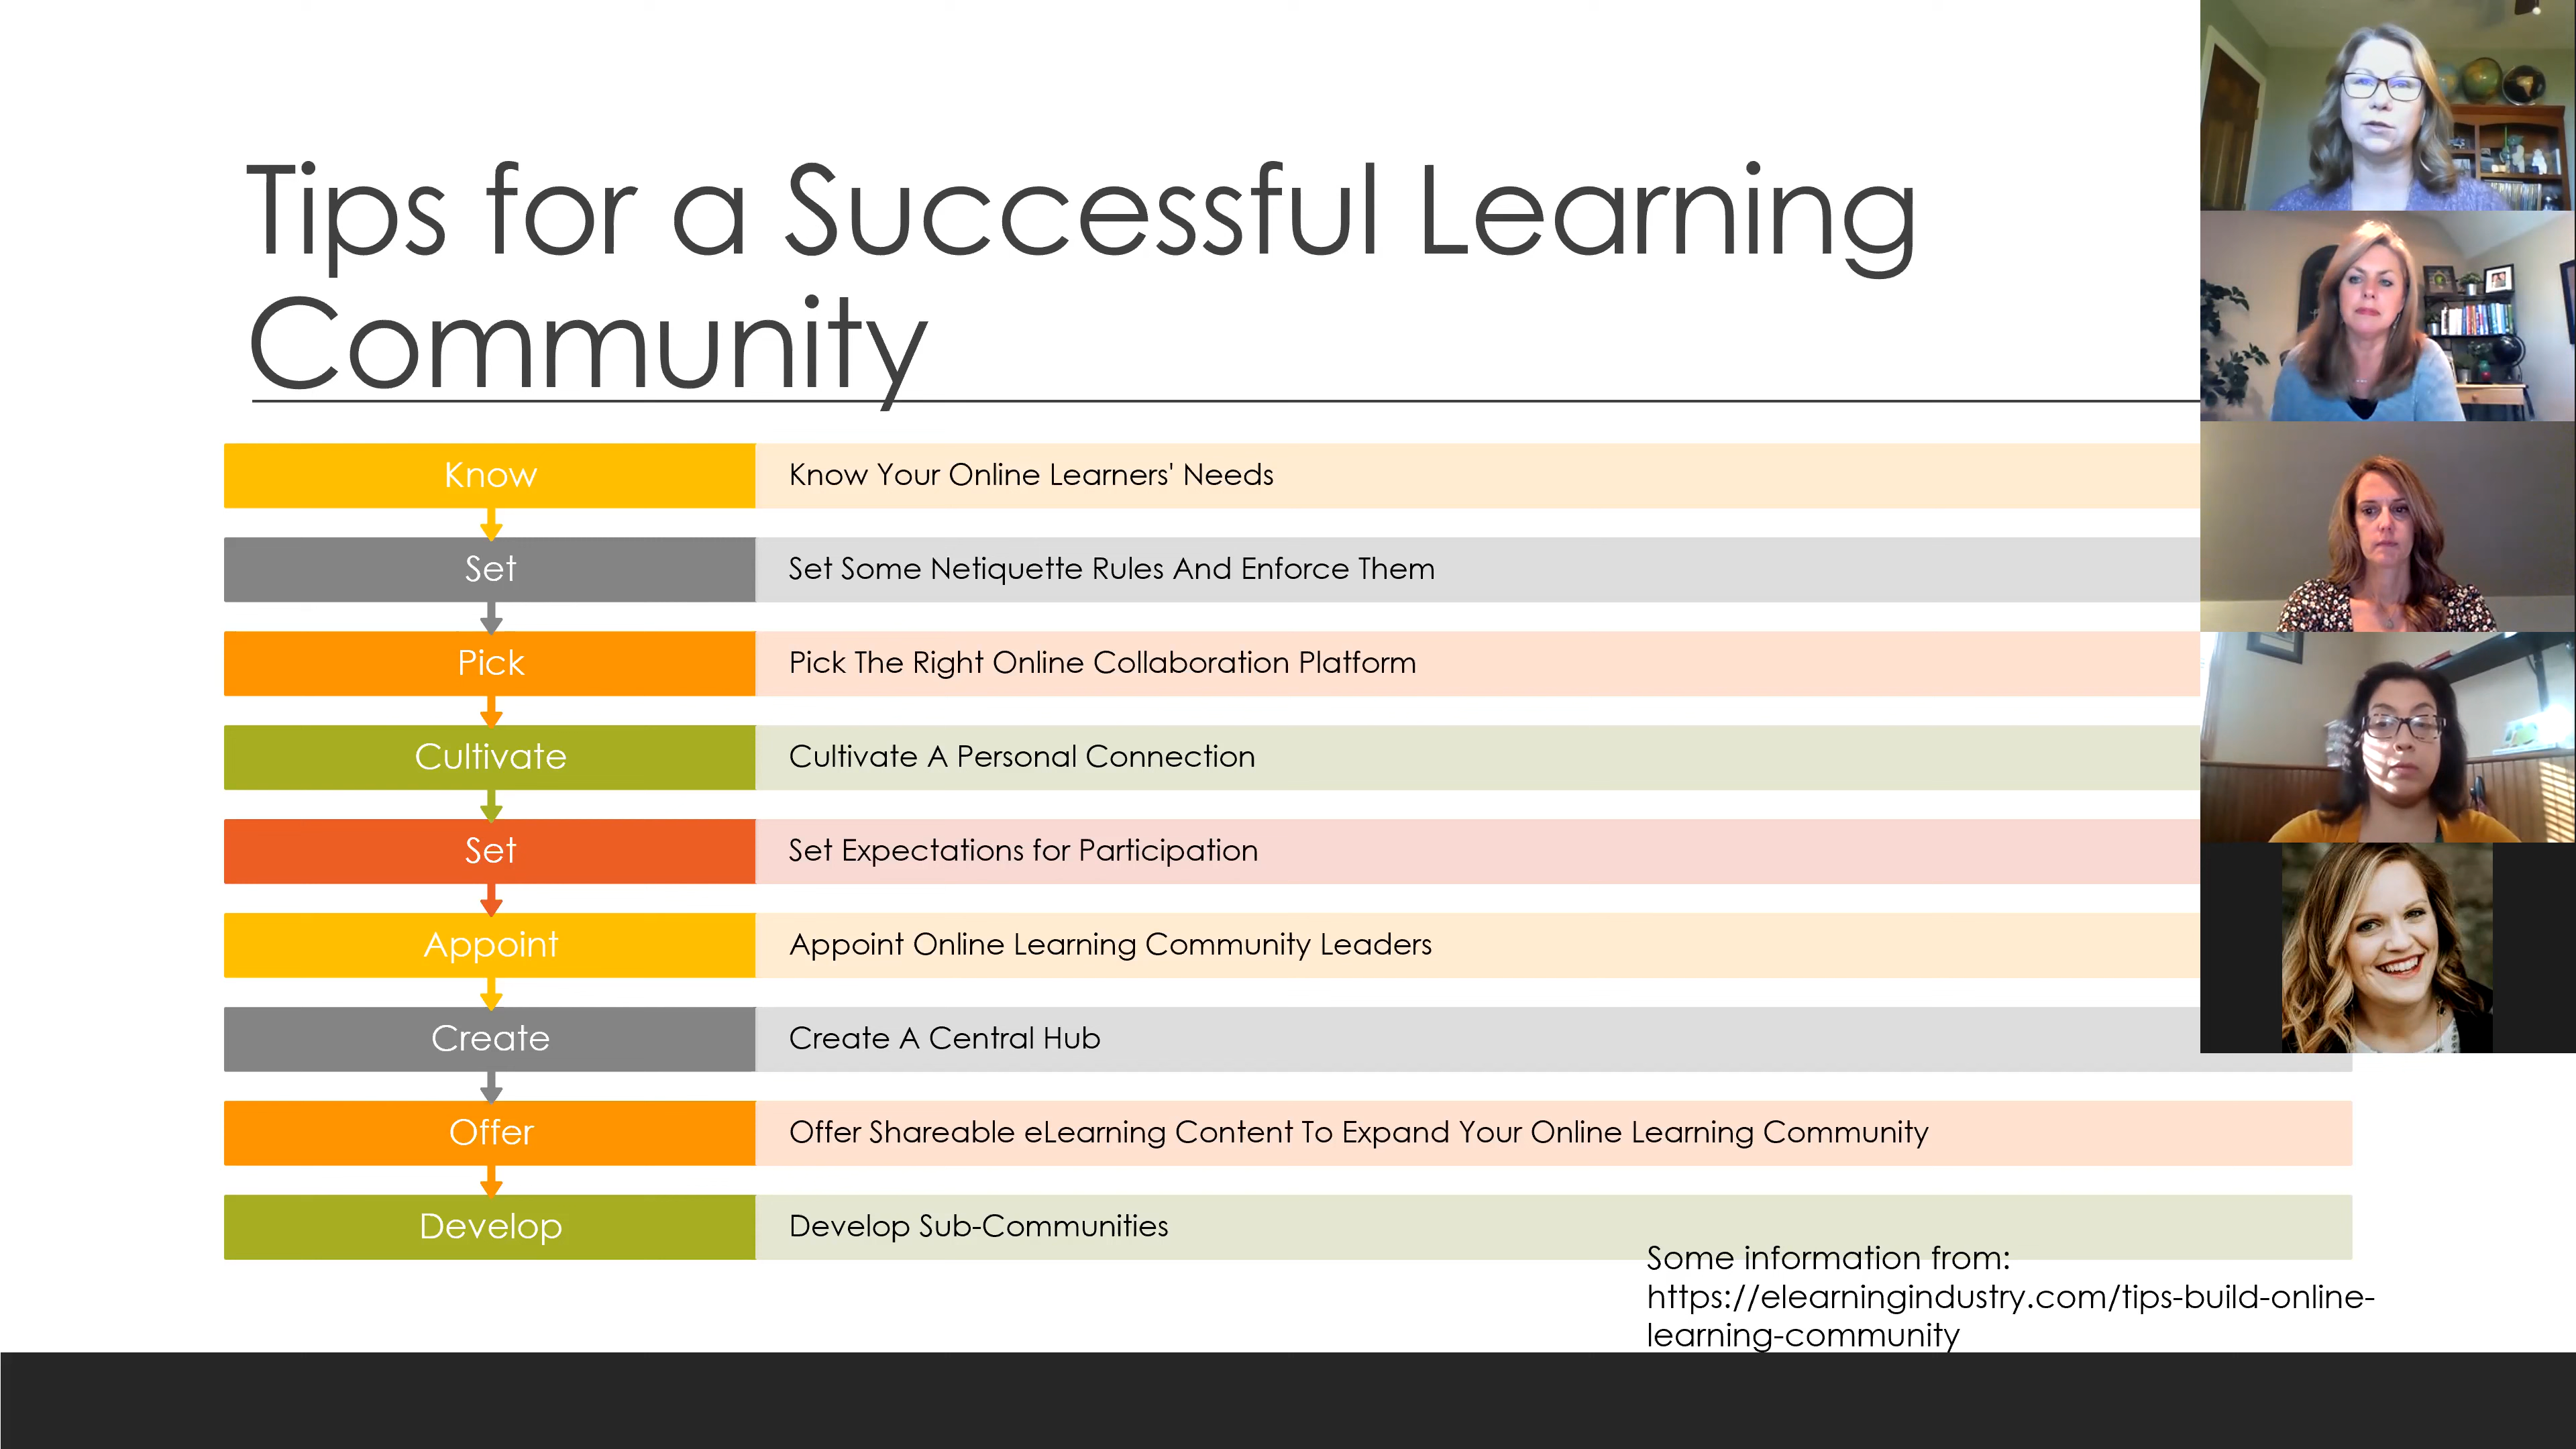 Tips for a Successful Learning
Community
Know
Know Your Online Learners' Needs
Set
Set Some Netiquette Rules And Enforce Them
Pick
Pick The Right Online Collaboration Platform
Cultivate
Cultivate A Personal Connection
Set
Set Expectations for Participation
Appoint
Appoint Online Learning Community Leaders
Create
Create A Central Hub
Offer
Offer Shareable eLearning Content To Expand Your Online Learning Community
Develop
Develop Sub-Communities
Some information from:
https://elearningindustry.com/tips-build-online-
learning-community